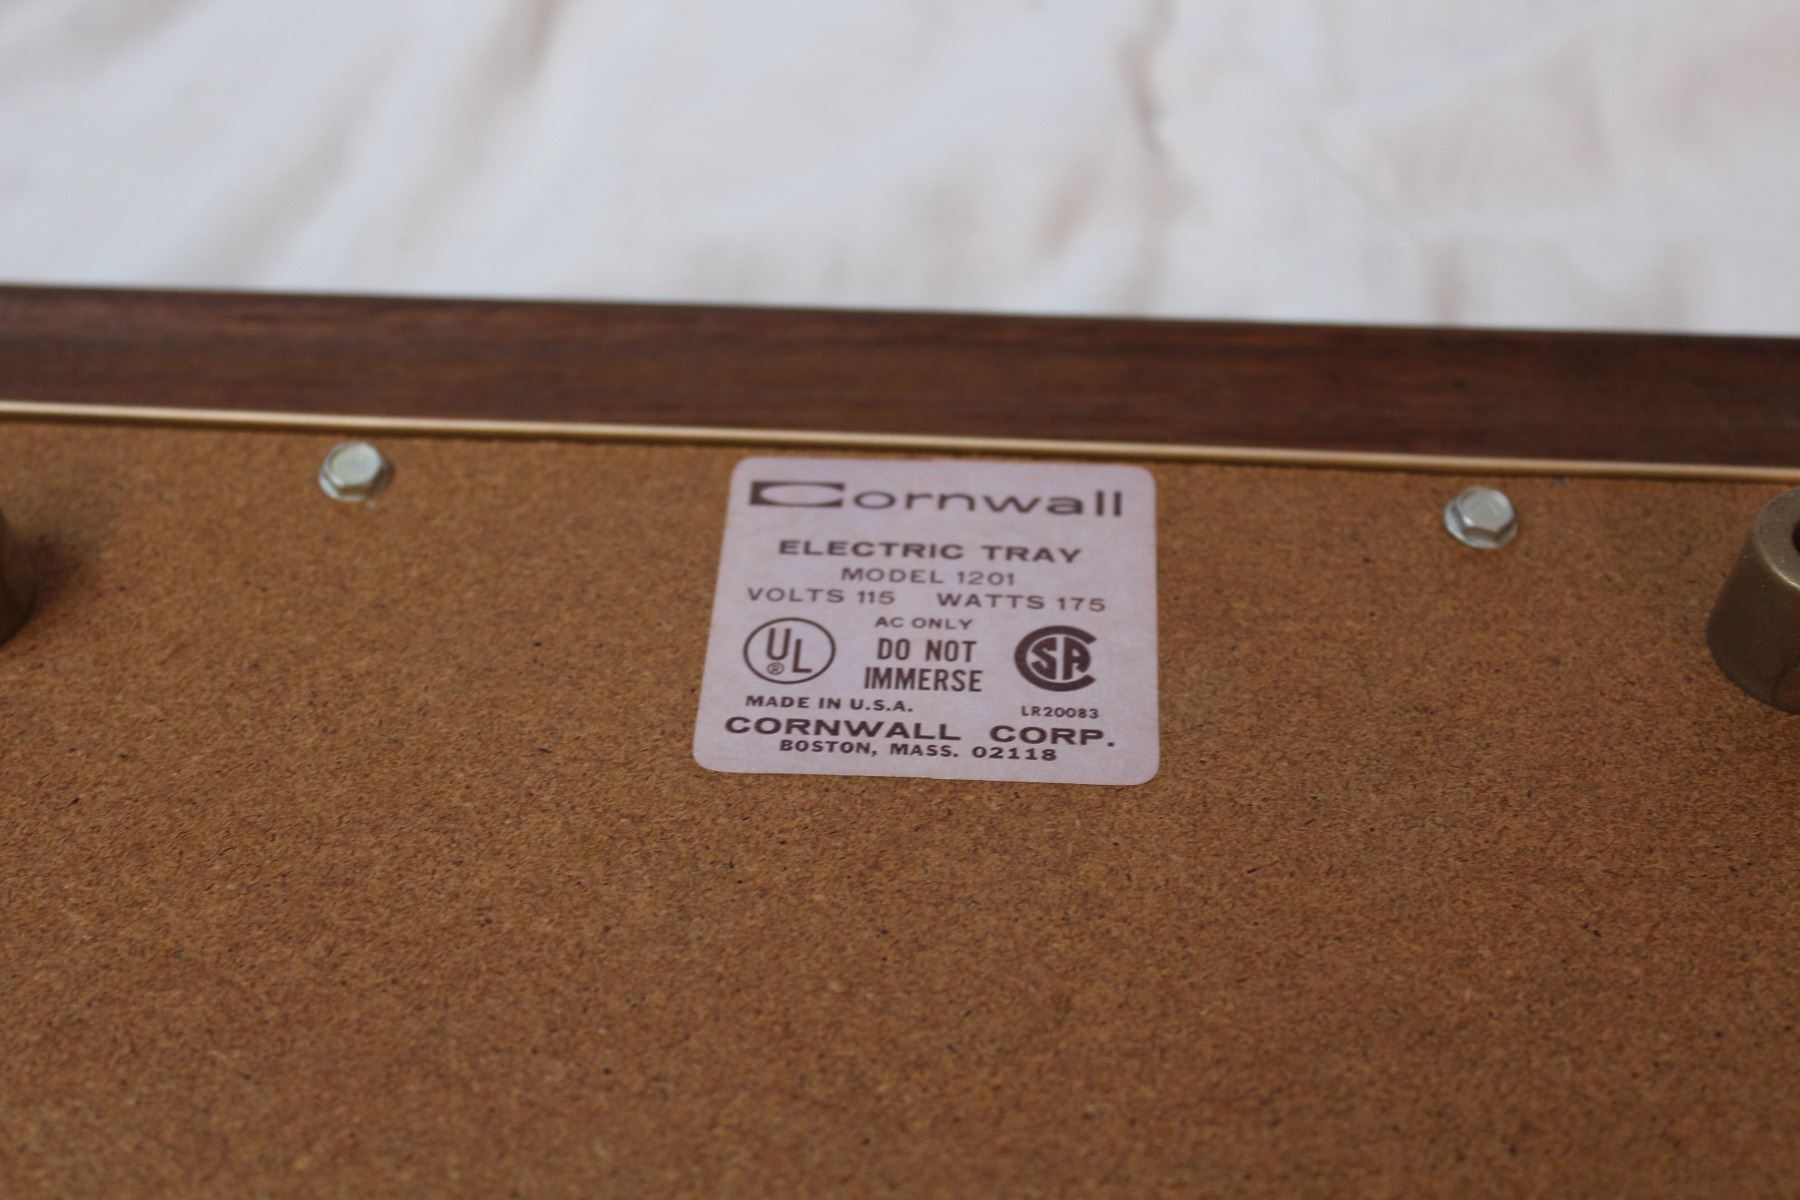 Cornwall
ELECTRIC TRAY
MODEL 1201
VOLTS 115 WATTS 175
AC ONLY
UL ® DO NOT IMMERSE SA
MADE IN U.S.A. LR20083
CORNWALL CORP.
BOSTON, MASS. 02118